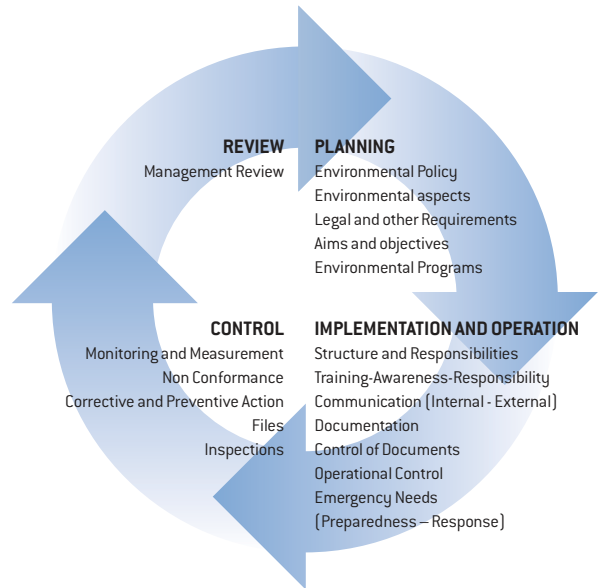 REVIEW
Management Review
PLANNING
Environmental Policy
Environmental aspects
Legal and other Requirements
Aims and objectives
Environmental Programs
CONTROL
Monitoring and Measurement
Non Conformance
Corrective and Preventive Action
Files
Inspections
IMPLEMENTATION AND OPERATION
Structure and Responsibilities
Training-Awareness-Responsibility
Communication (Internal - External)
Documentation
Control of Documents
Operational Control
Emergency Needs
(Preparedness – Response)